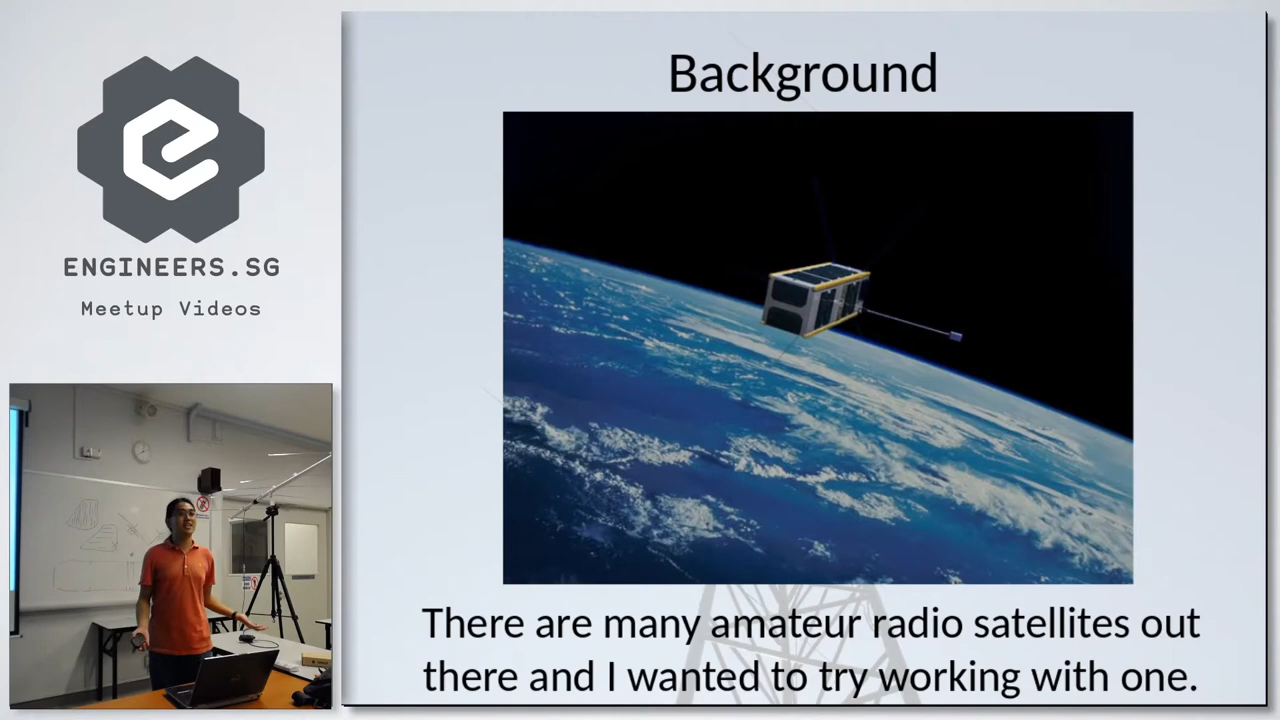 ENGINEERS.SG
Meetup Videos
Background
There are many amateur radio satellites out
there and I wanted to try working with one.